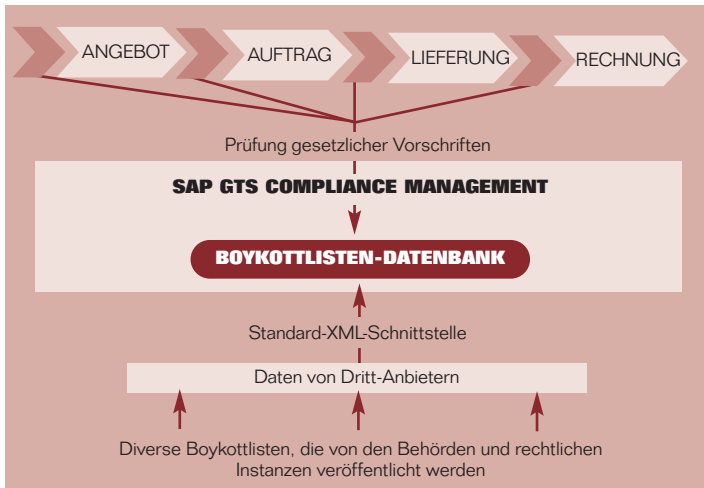 ANGEBOT
AUFTRAG
LIEFERUNG
RECHNUNG
Prüfung gesetzlicher Vorschriften
SAP GTS COMPLIANCE MANAGEMENT
BOYKOTTLISTEN-DATENBANK
Standard-XML-Schnittstelle
Daten von Dritt-Anbietern
Diverse Boykottlisten, die von den Behörden und rechtlichen
Instanzen veröffentlicht werden